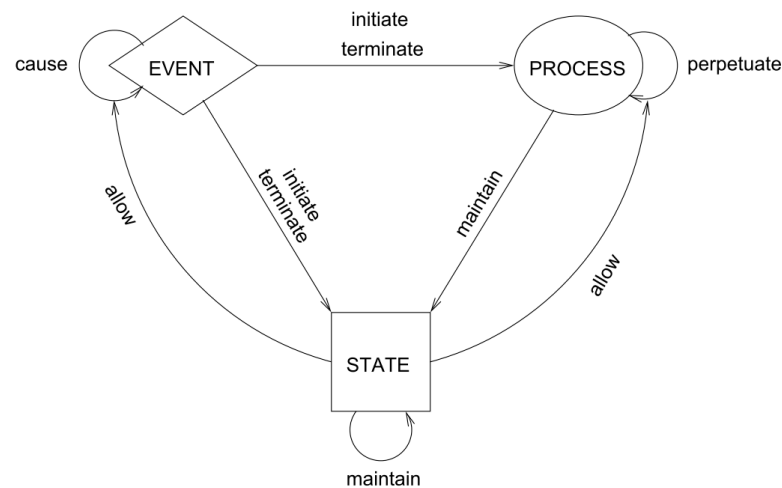 initiate
terminate
cause
EVENT
PROCESS
perpetuate
allow
initiate
terminate
maintain
allow
STATE
maintain